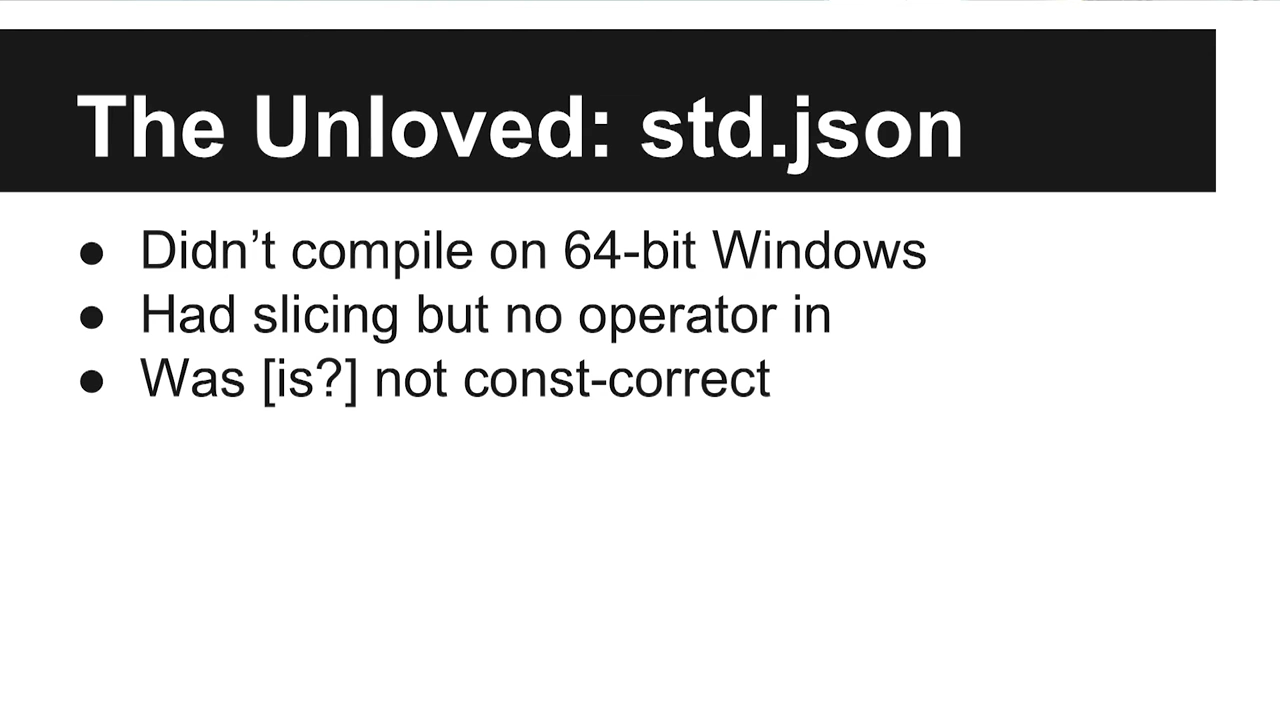 The Unloved: std.json
● Didn’t compile on 64-bit Windows
● Had slicing but no operator in
● Was [is?] not const-correct